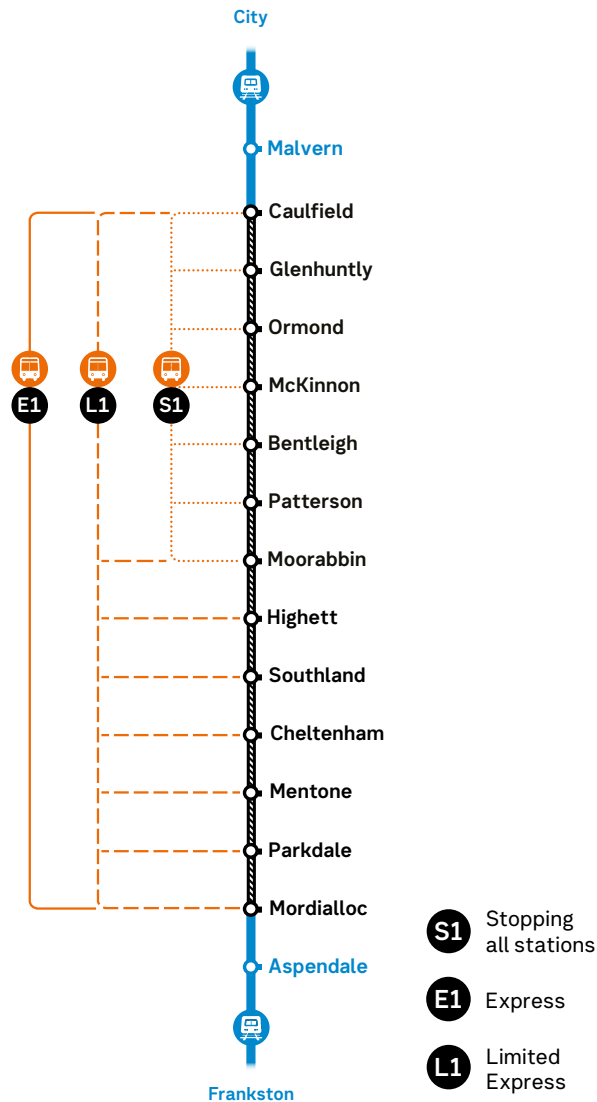 City
Malvern
Caulfield
Glenhuntly
Ormond
McKinnon
E1
L1
S1
Bentleigh
Patterson
Moorabbin
Highett
Southland
Cheltenham
Mentone
Parkdale
Mordialloc
Aspendale
Frankston
S1
Stopping
all stations
E1
Express
L1
Limited
Express